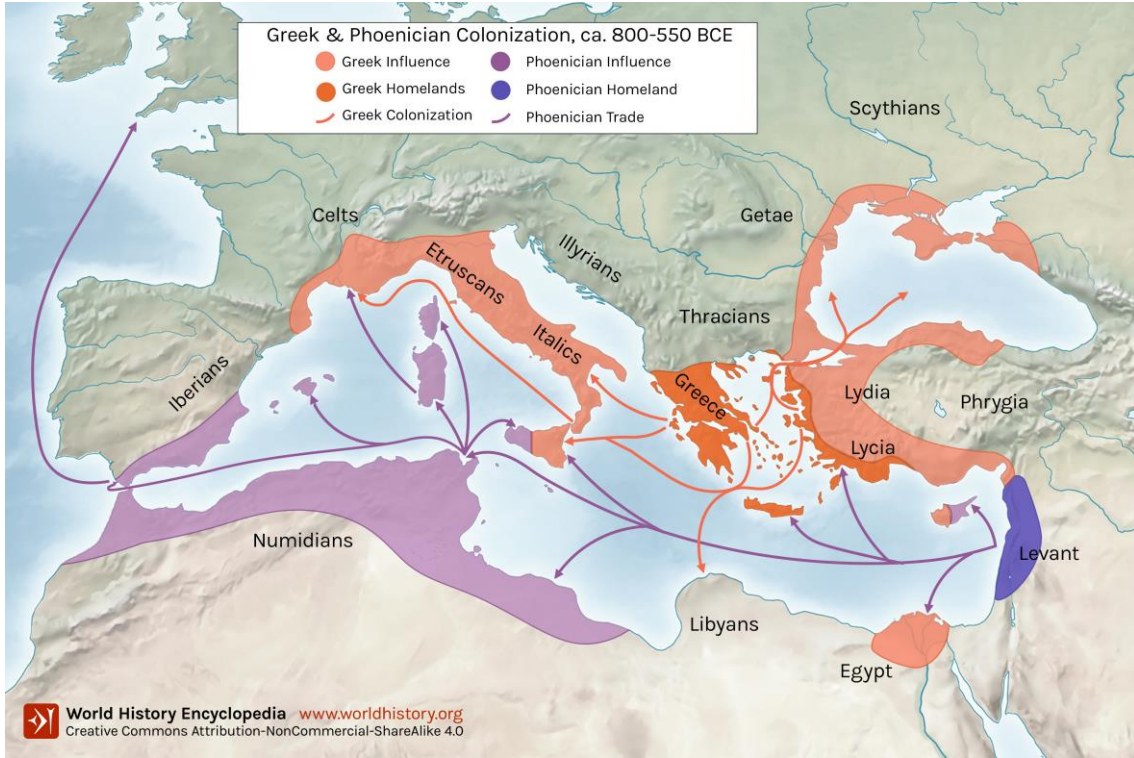 Greek & Phoenician Colonization, ca. 800-550 BCE
Greek Influence
Phoenician Influence
Greek Homelands
Phoenician Homeland
Greek Colonization
Phoenician Trade
Scythians
Celts
Getae
Etruscans
Illyrians
Italics
Thracians
Iberians
Greece
Lydia
Phrygia
Lycia
Numidians
Levant
Libyans
Egypt
World History Encyclopedia www.worldhistory.org
Creative Commons Attribution-NonCommercial-ShareAlike 4.0